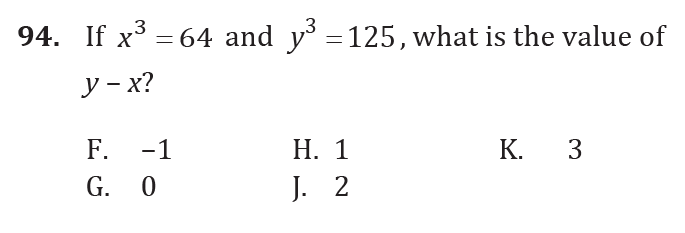 94. If x³ = 64 and y³ = 125, what is the value of
y – x?
F. –1 H. 1 K. 3
G. 0 J. 2